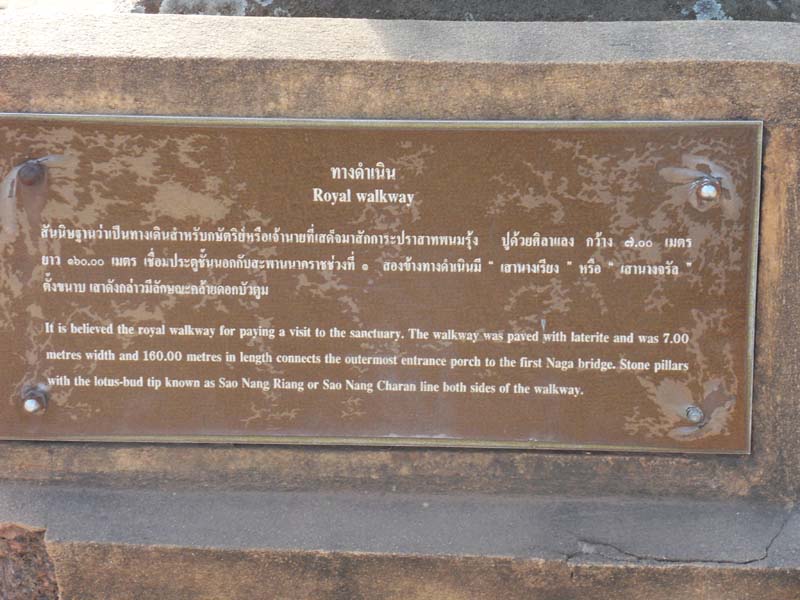 ทางดำเนิน
Royal walkway
สันนิษฐานว่าเป็นทางเดินสำหรับกษัตริย์หรือเจ้านายที่เสด็จมาสักการะปราสาทพนมรุ้ง ปูด้วยศิลาแลง กว้าง ๗.๐๐ เมตร
ยาว ๑๖๐.๐๐ เมตร เชื่อมประตูชั้นนอกกับสะพานนาคราชช่วงที่ ๑ สองข้างทางดำเนินมี " เสานางเรียง " หรือ " เสานางจรัล "
ตั้งขนาบ เสาดังกล่าวมีลักษณะคล้ายดอกบัวตูม
It is believed the royal walkway for paying a visit to the sanctuary. The walkway was paved with laterite and was 7.00
metres width and 160.00 metres in length connects the outermost entrance porch to the first Naga bridge. Stone pillars
with the lotus-bud tip known as Sao Nang Riang or Sao Nang Charan line both sides of the walkway.